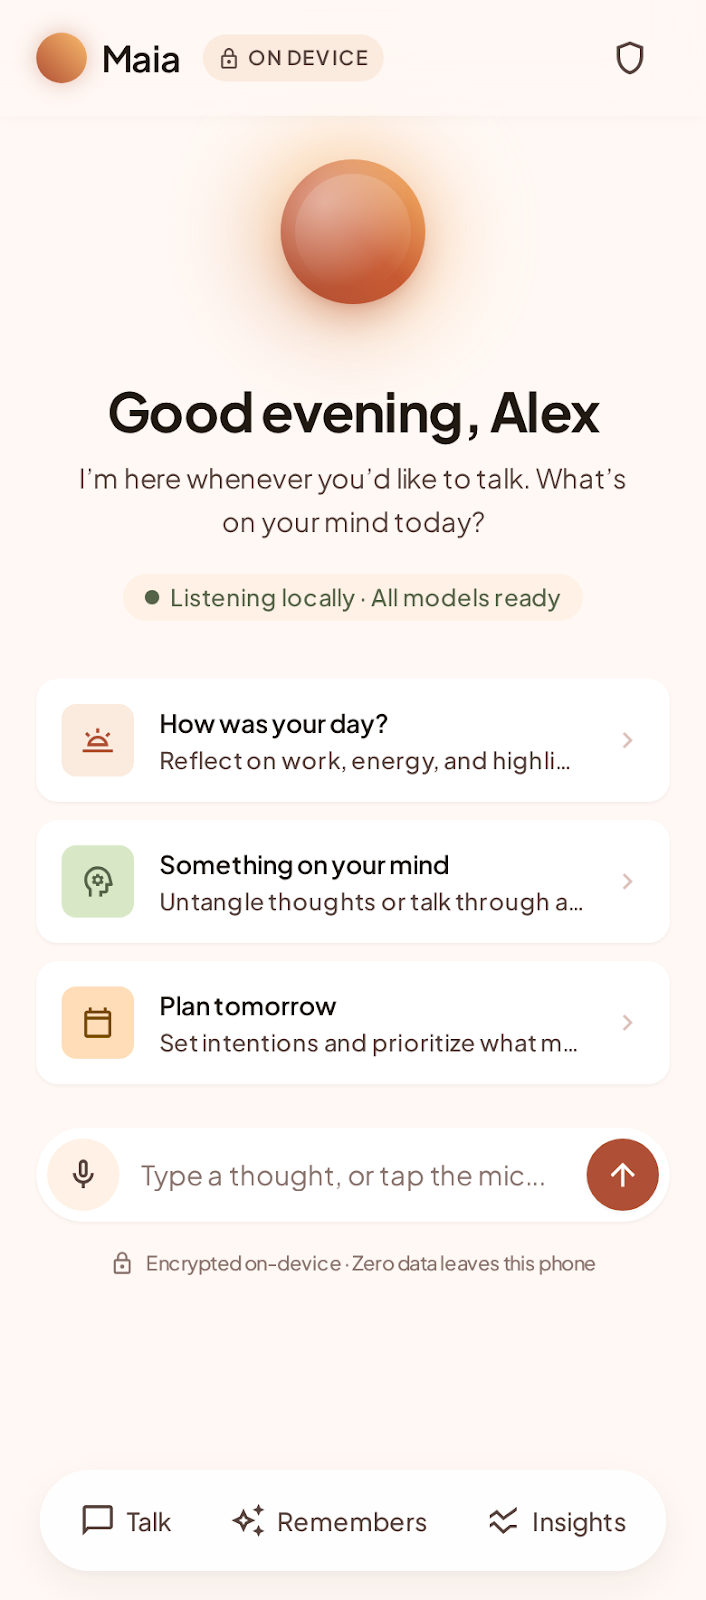 Maia
ON DEVICE
Good evening, Alex
I’m here whenever you’d like to talk. What’s
on your mind today?
Listening locally · All models ready
How was your day?
Reflect on work, energy, and highli...
Something on your mind
Untangle thoughts or talk through a...
Plan tomorrow
Set intentions and prioritize what m...
Type a thought, or tap the mic...
Encrypted on-device · Zero data leaves this phone
Talk
Remembers
Insights